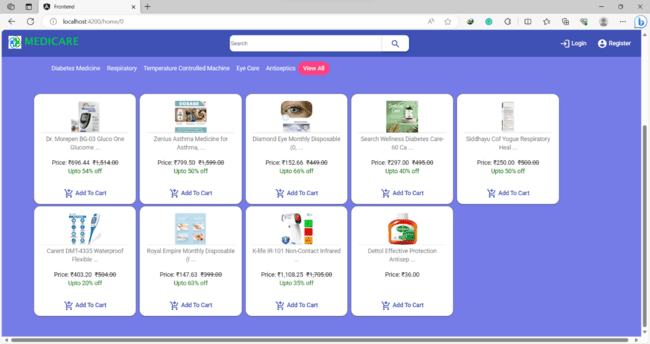 Frontend
localhost:4200/home/0
MEDICARE
Search
Login
Register
Diabetes Medicine Respiratory Temperature Controlled Machine Eye Care Antiseptics View All
Dr. Morepen BG-03 Gluco One
Glucome ...
Price: ₹696.44 ₹1,514.00
Upto 54% off
Add To Cart
Zenius Asthma Medicine for
Asthma, ...
Price: ₹799.50 ₹1,599.00
Upto 50% off
Add To Cart
Diamond Eye Monthly Disposable
(0, ...
Price: ₹152.66 ₹449.00
Upto 66% off
Add To Cart
Search Wellness Diabetes Care-
60 Ca ...
Price: ₹297.00 ₹495.00
Upto 40% off
Add To Cart
Siddhayu Cof Yogue Respiratory
Heal ...
Price: ₹250.00 ₹500.00
Upto 50% off
Add To Cart
Carent DMT-4335 Waterproof
Flexible ...
Price: ₹403.20 ₹504.00
Upto 20% off
Add To Cart
Royal Empire Monthly Disposable
(I ...
Price: ₹147.63 ₹399.00
Upto 63% off
Add To Cart
K-life IR-101 Non-Contact Infrared
...
Price: ₹1,108.25 ₹1,705.00
Upto 35% off
Add To Cart
Dettol Effective Protection
Antisep ...
Price: ₹36.00
Add To Cart